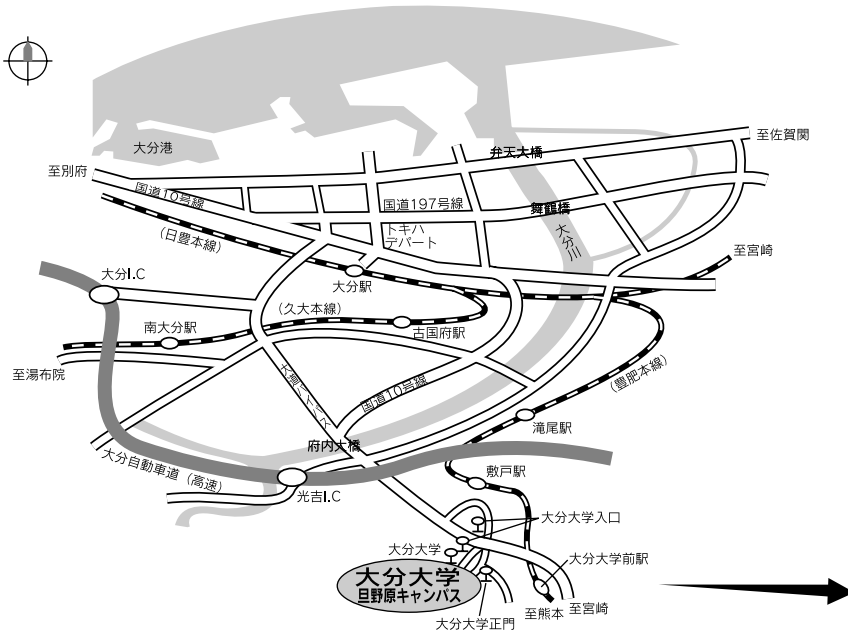 大分港
弁天大橋
至佐賀関
至別府
国道10号線
国道197号線
舞鶴橋
(日豊本線)
トキハ
デパート
大分川
至宮崎
大分I.C
大分駅
(久大本線)
南大分駅
古国府駅
至湯布院
大道バイパス
国道10号線
(豊肥本線)
滝尾駅
府内大橋
大分自動車道(高速)
敷戸駅
光吉I.C
大分大学入口
大分大学
大分大学前駅
大分大学
旦野原キャンパス
至熊本
至宮崎
大分大学正門